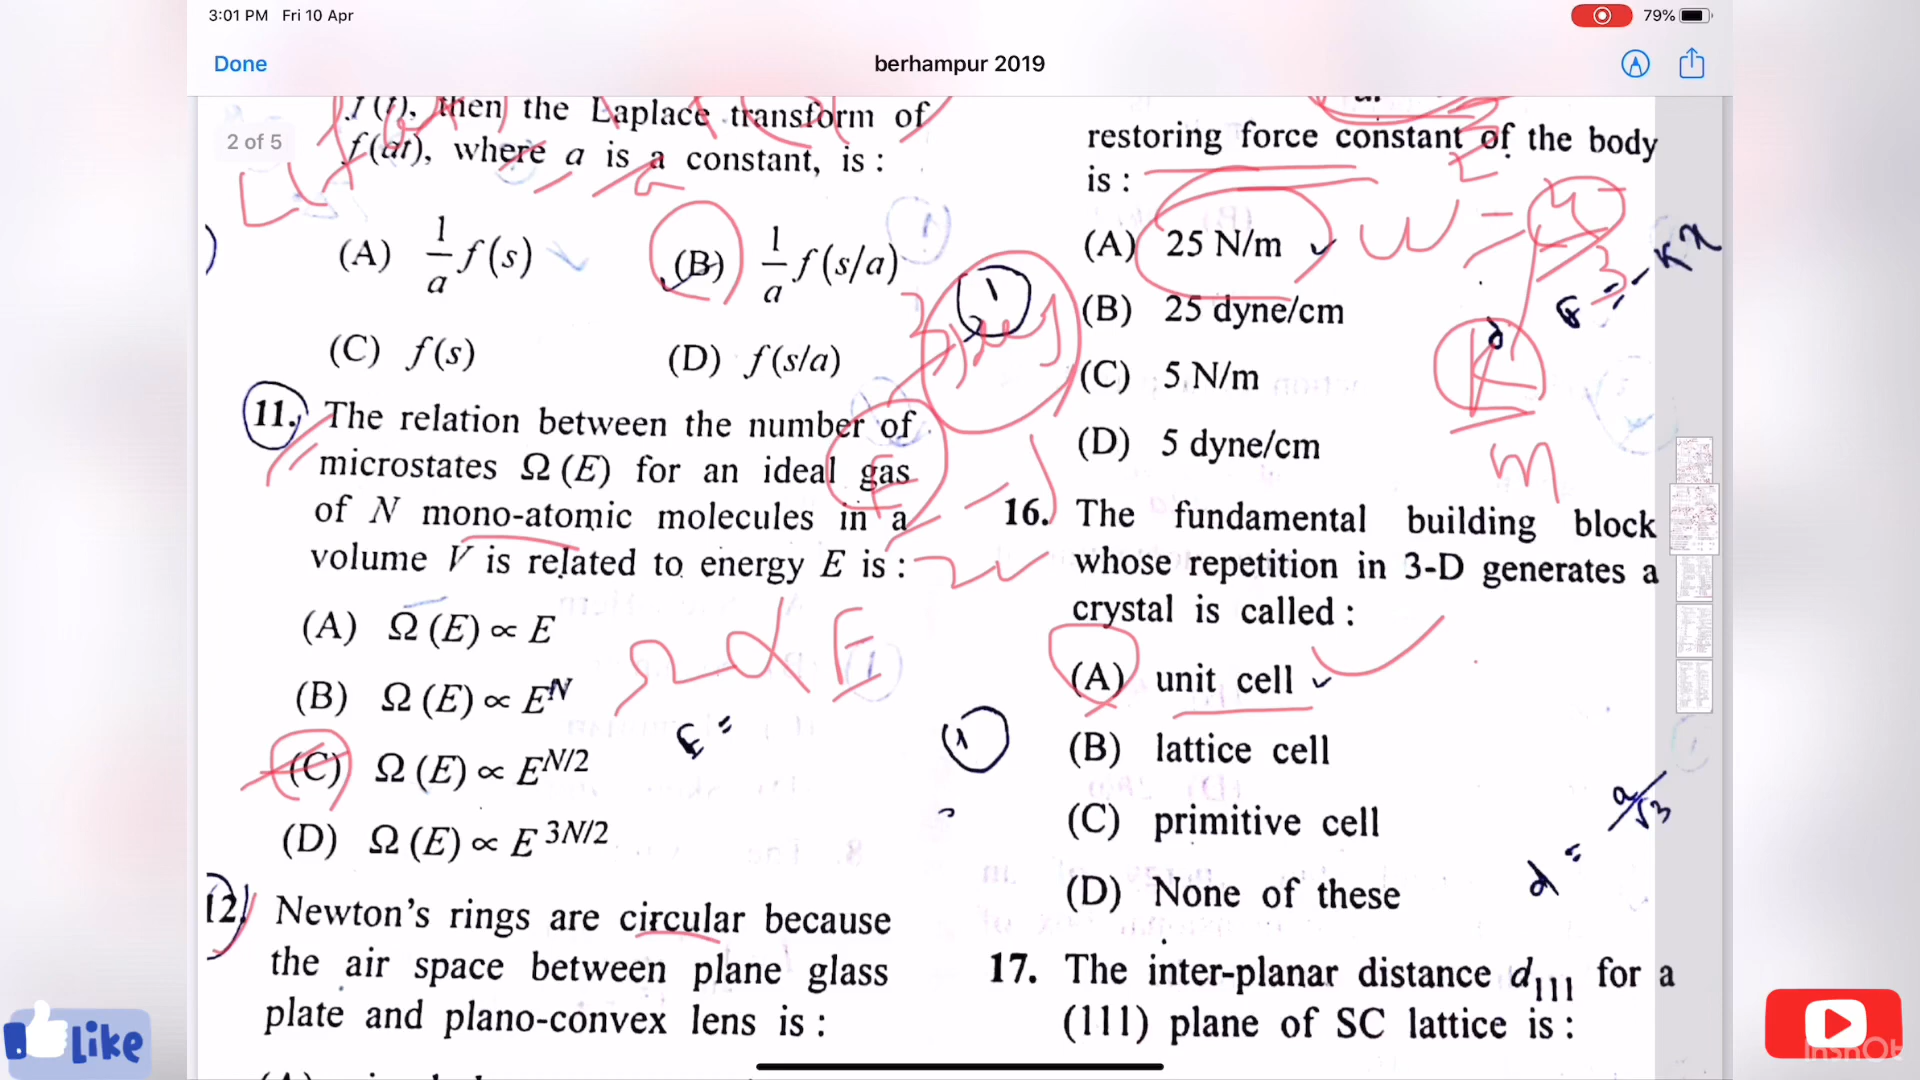 3:01 PM Fri 10 Apr
79%
Done
berhampur 2019
2 of 5
f(t), then the Laplace transform of
f(at), where a is a constant, is :
(A) 1/a f(s)
(B) 1/a f(s/a)
(C) f(s)
(D) f(s/a)
11. The relation between the number of
microstates Ω (E) for an ideal gas
of N mono-atomic molecules in a
volume V is related to energy E is :
(A) Ω (E) ∝ E
(B) Ω (E) ∝ E^N
(C) Ω (E) ∝ E^N/2
(D) Ω (E) ∝ E^3N/2
Ω ∝ E
E =
12. Newton's rings are circular because
the air space between plane glass
plate and plano-convex lens is :
restoring force constant of the body
is :
(A) 25 N/m
(B) 25 dyne/cm
(C) 5 N/m
(D) 5 dyne/cm
K
m
16. The fundamental building block
whose repetition in 3-D generates a
crystal is called :
(A) unit cell
(B) lattice cell
(C) primitive cell
(D) None of these
d = a/√3
17. The inter-planar distance d111 for a
(111) plane of SC lattice is :
Like
InShOt